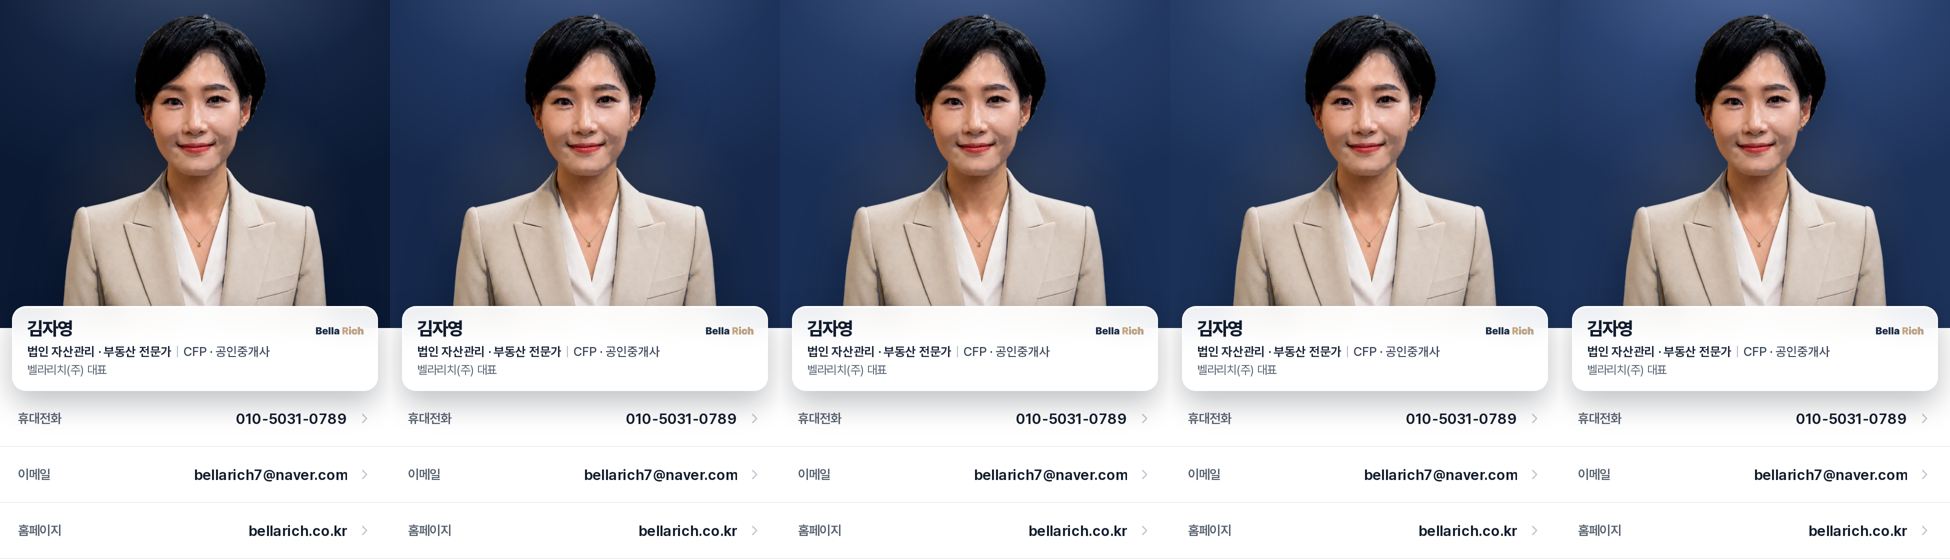 김자영
Bella Rich
법인 자산관리 · 부동산 전문가 | CFP · 공인중개사
벨라리치(주) 대표
휴대전화 010-5031-0789
이메일 bellarich7@naver.com
홈페이지 bellarich.co.kr
김자영
Bella Rich
법인 자산관리 · 부동산 전문가 | CFP · 공인중개사
벨라리치(주) 대표
휴대전화 010-5031-0789
이메일 bellarich7@naver.com
홈페이지 bellarich.co.kr
김자영
Bella Rich
법인 자산관리 · 부동산 전문가 | CFP · 공인중개사
벨라리치(주) 대표
휴대전화 010-5031-0789
이메일 bellarich7@naver.com
홈페이지 bellarich.co.kr
김자영
Bella Rich
법인 자산관리 · 부동산 전문가 | CFP · 공인중개사
벨라리치(주) 대표
휴대전화 010-5031-0789
이메일 bellarich7@naver.com
홈페이지 bellarich.co.kr
김자영
Bella Rich
법인 자산관리 · 부동산 전문가 | CFP · 공인중개사
벨라리치(주) 대표
휴대전화 010-5031-0789
이메일 bellarich7@naver.com
홈페이지 bellarich.co.kr